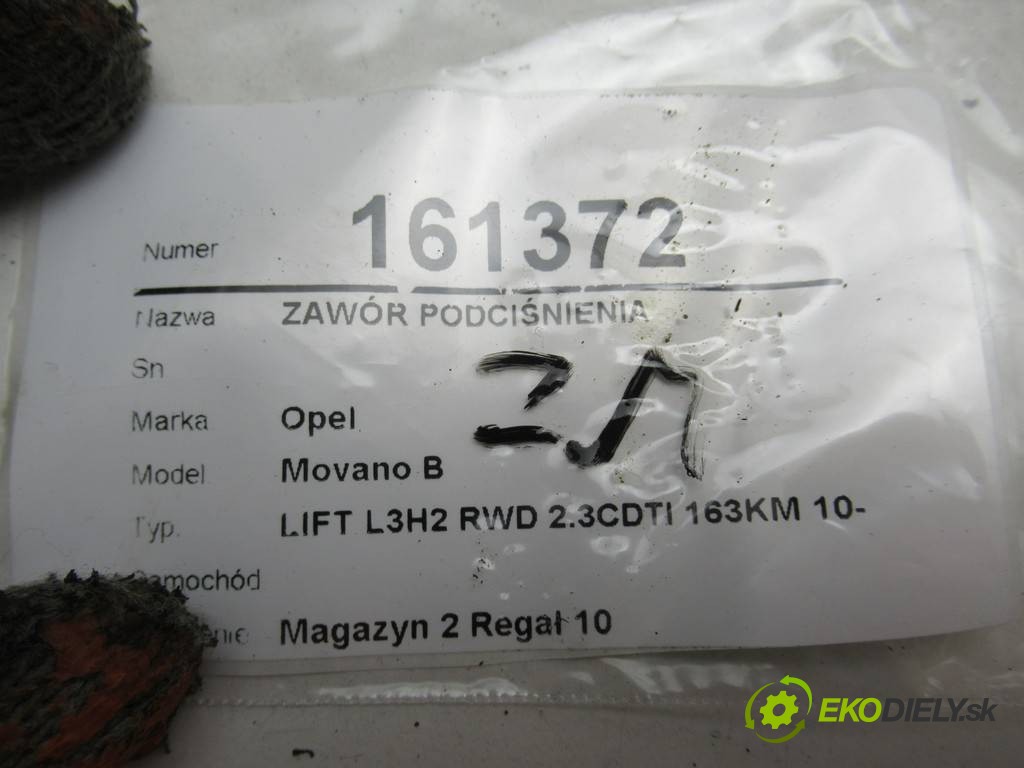 Numer 161372
Nazwa ZAWÓR PODCIŚNIENIA
Sn
Marka Opel
Model Movano B
Typ. LIFT L3H2 RWD 2.3CDTI 163KM 10-
Samochód
Magazyn 2 Regał 10
EKODIELY.sk